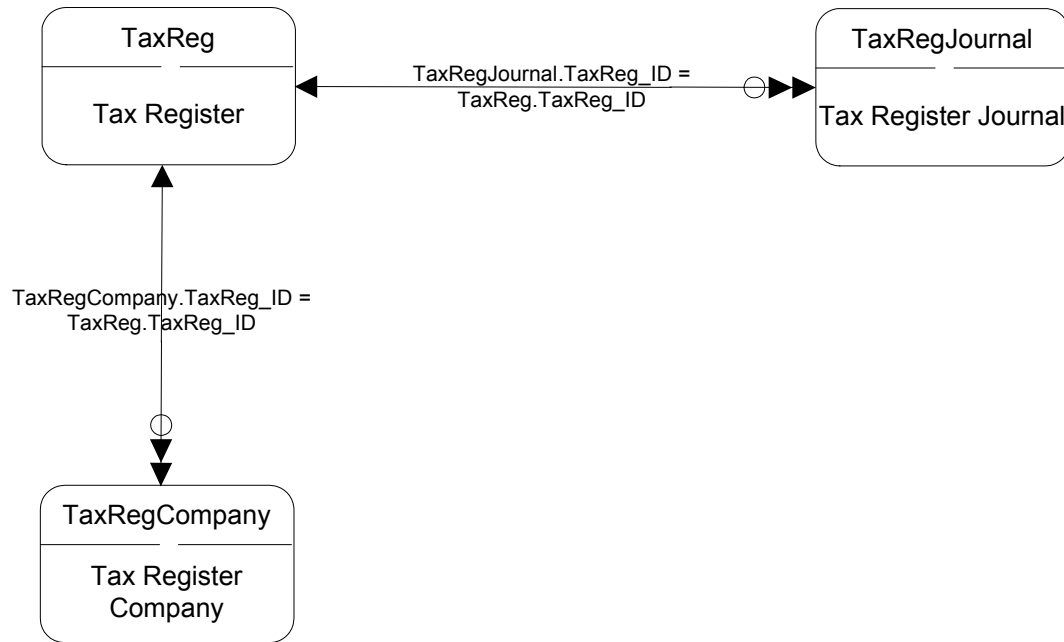 TaxReg
Tax Register
TaxRegJournal.TaxReg_ID =
TaxReg.TaxReg_ID
TaxRegJournal
Tax Register Journal
TaxRegCompany.TaxReg_ID =
TaxReg.TaxReg_ID
TaxRegCompany
Tax Register
Company